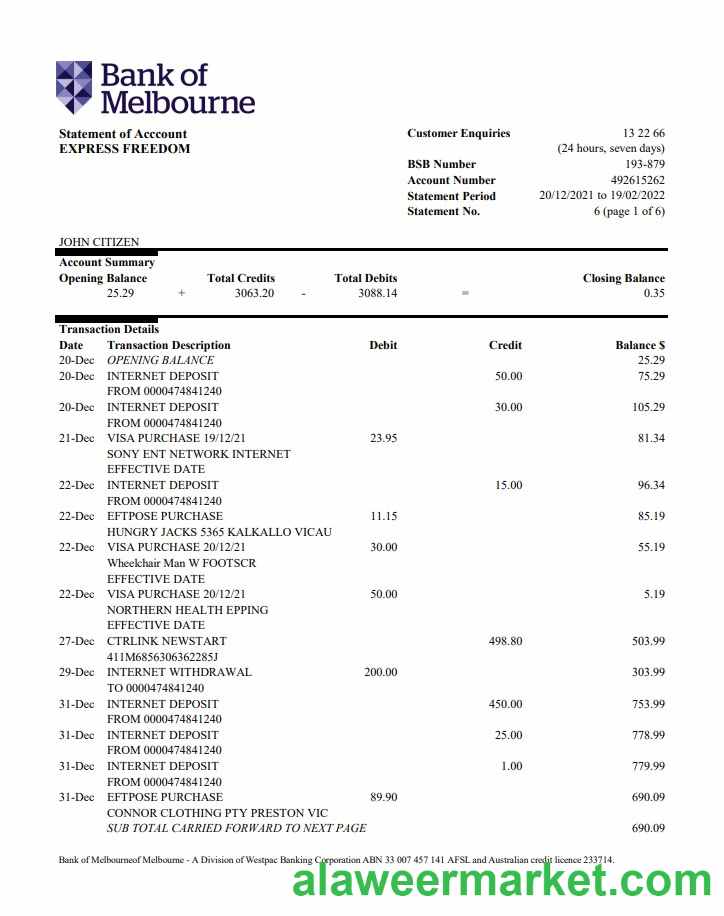 Bank of
Melbourne
Statement of Acccount
EXPRESS FREEDOM
Customer Enquiries 13 22 66
(24 hours, seven days)
BSB Number 193-879
Account Number 492615262
Statement Period 20/12/2021 to 19/02/2022
Statement No. 6 (page 1 of 6)
JOHN CITIZEN
Account Summary
Opening Balance Total Credits Total Debits Closing Balance
25.29 + 3063.20 - 3088.14 = 0.35
Transaction Details
Date Transaction Description Debit Credit Balance $
20-Dec OPENING BALANCE 25.29
20-Dec INTERNET DEPOSIT 50.00 75.29
FROM 0000474841240
20-Dec INTERNET DEPOSIT 30.00 105.29
FROM 0000474841240
21-Dec VISA PURCHASE 19/12/21 23.95 81.34
SONY ENT NETWORK INTERNET
EFFECTIVE DATE
22-Dec INTERNET DEPOSIT 15.00 96.34
FROM 0000474841240
22-Dec EFTPOSE PURCHASE 11.15 85.19
HUNGRY JACKS 5365 KALKALLO VICAU
22-Dec VISA PURCHASE 20/12/21 30.00 55.19
Wheelchair Man W FOOTSCR
EFFECTIVE DATE
22-Dec VISA PURCHASE 20/12/21 50.00 5.19
NORTHERN HEALTH EPPING
EFFECTIVE DATE
27-Dec CTRLINK NEWSTART 498.80 503.99
411M6856306362285J
29-Dec INTERNET WITHDRAWAL 200.00 303.99
TO 0000474841240
31-Dec INTERNET DEPOSIT 450.00 753.99
FROM 0000474841240
31-Dec INTERNET DEPOSIT 25.00 778.99
FROM 0000474841240
31-Dec INTERNET DEPOSIT 1.00 779.99
FROM 0000474841240
31-Dec EFTPOSE PURCHASE 89.90 690.09
CONNOR CLOTHING PTY PRESTON VIC
SUB TOTAL CARRIED FORWARD TO NEXT PAGE 690.09
Bank of Melbourneof Melbourne - A Division of Westpac Banking Corporation ABN 33 007 457 141 AFSL and Australian credit licence 233714.
alaweermarket.com